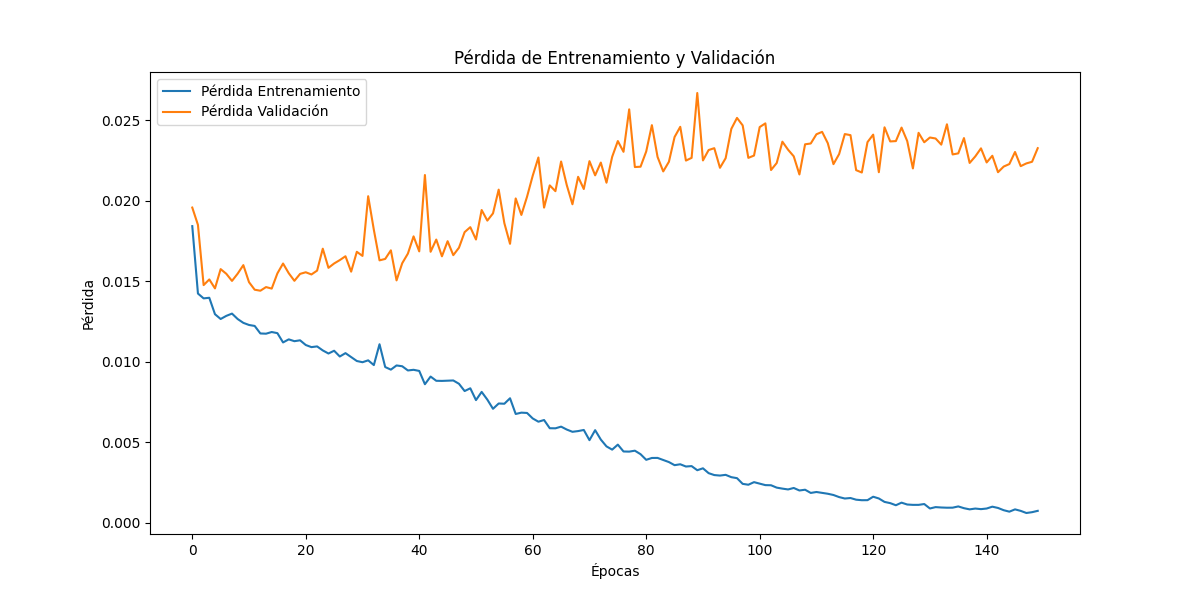 Pérdida de Entrenamiento y Validación
Pérdida Entrenamiento
Pérdida Validación
0.025
0.020
0.015
0.010
0.005
0.000
Pérdida
0 20 40 60 80 100 120 140
Épocas